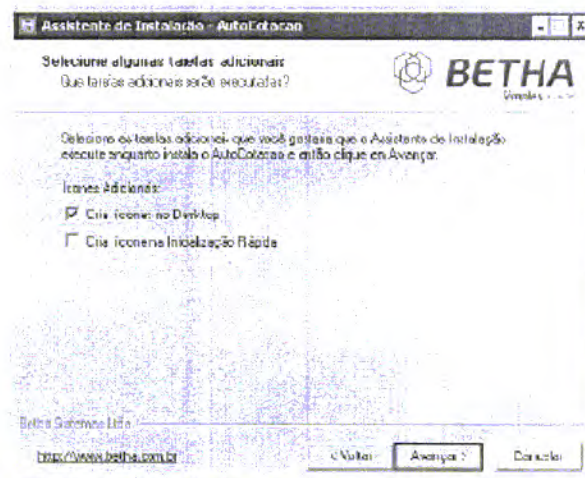 Assistente de Instalação - AutoCotacao
Selecione algumas tarefas adicionais
Que tarefas adicionais serão executadas?
BETHA
Selecione as tarefas adicionais que você gostaria que o Assistente de Instalação
execute enquanto instala o AutoCotacao e então clique em Avançar.
Ícones Adicionais:
Criar ícones no Desktop
Criar ícone na Inicialização Rápida
Betha Sistemas Ltda
http://www.betha.com.br
< Voltar
Avançar >
Cancelar